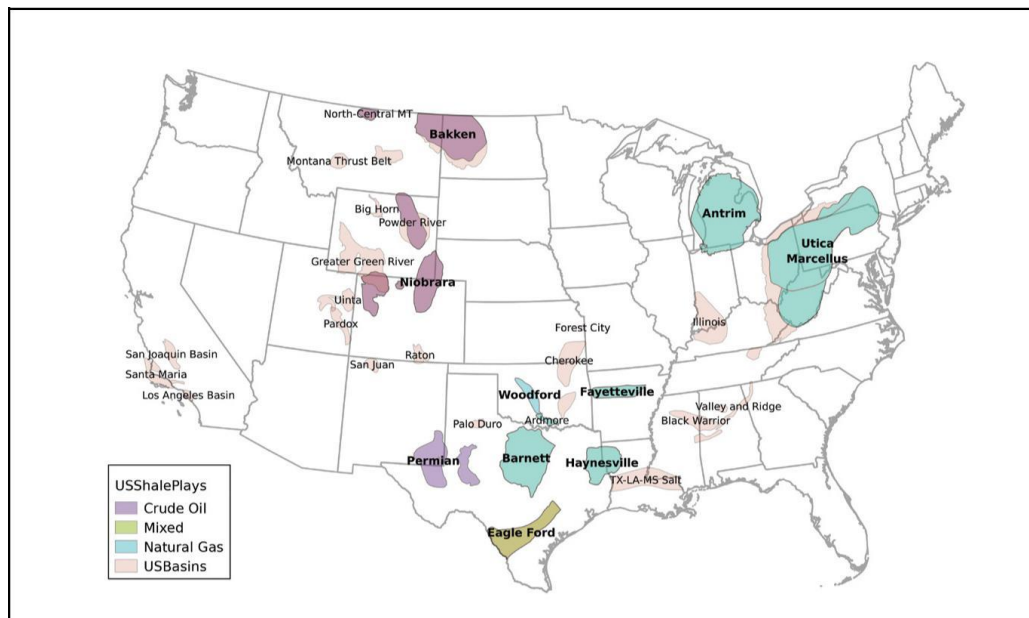 North-Central MT
Bakken
Montana Thrust Belt
Antrim
Big Horn
Powder River
Utica
Marcellus
Greater Green River
Niobrara
Uinta
Pardox
Illinois
Forest City
San Joaquin Basin
Raton
Cherokee
San Juan
Santa Maria
Los Angeles Basin
Woodford
Fayetteville
Valley and Ridge
Ardmore
Black Warrior
Palo Duro
Permian
Barnett
Haynesville
TX-LA-MS Salt
Eagle Ford
USShalePlays
Crude Oil
Mixed
Natural Gas
USBasins